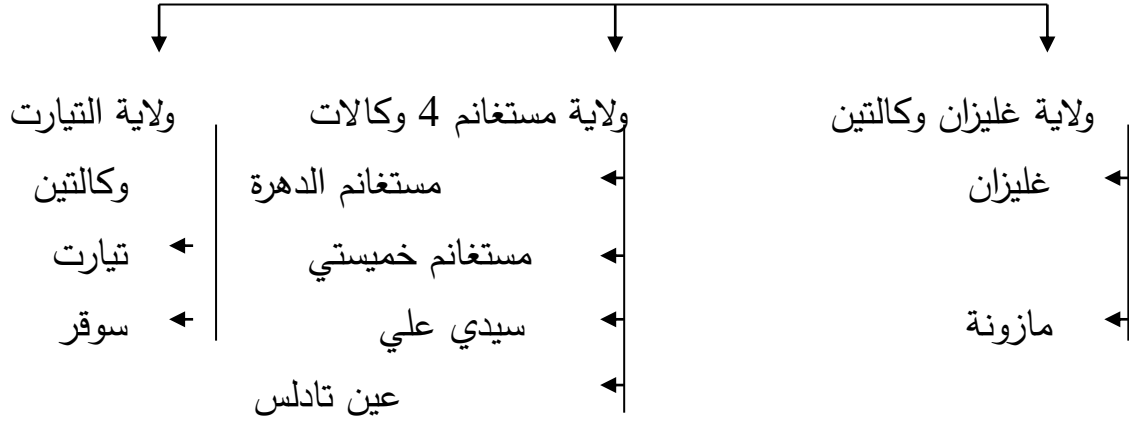 ولاية غليزان وكالتين
غليزان
مازونة
ولاية مستغانم 4 وكالات
مستغانم الدهرة
مستغانم خميستي
سيدي علي
عين تادلس
ولاية التيارت
وكالتين
تيارت
سوقر